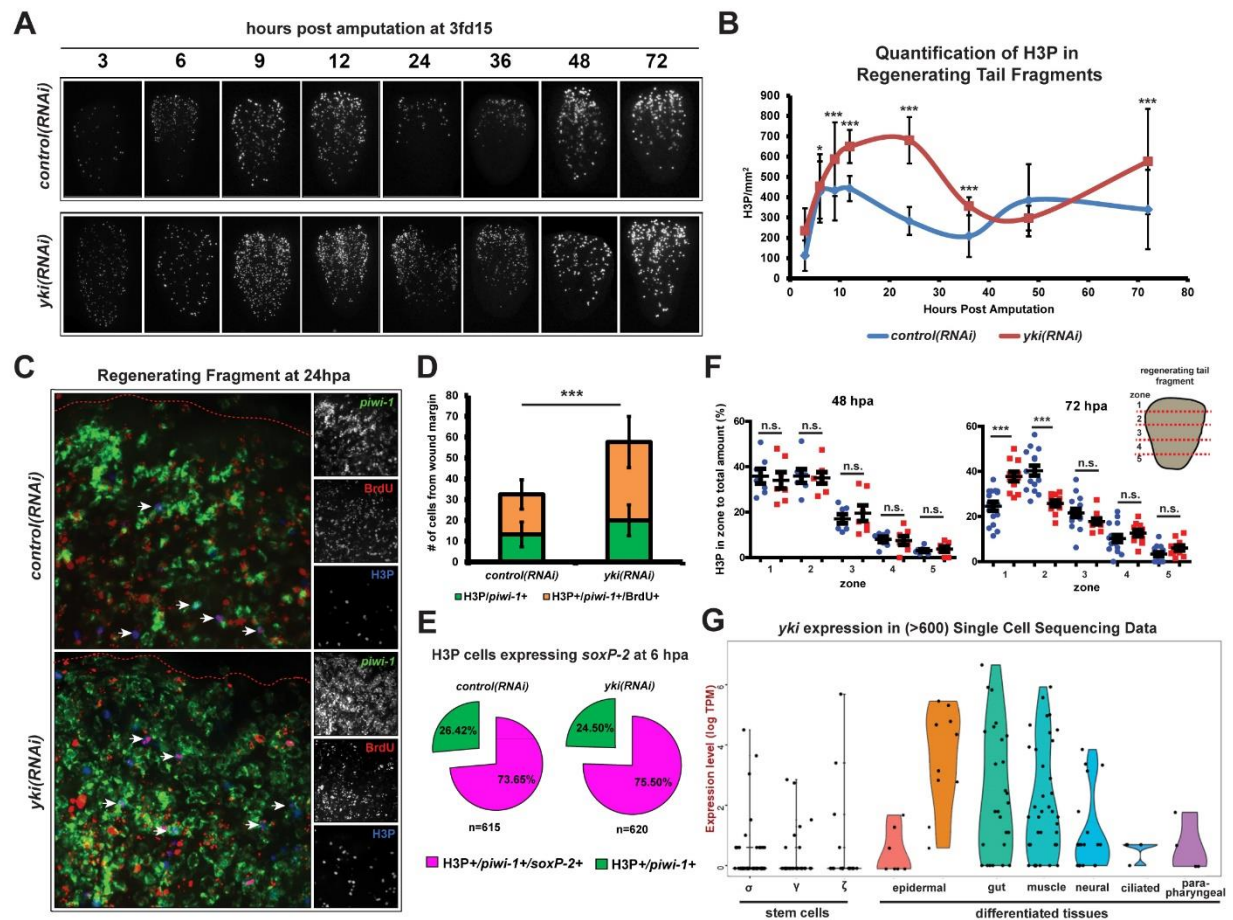 A
hours post amputation at 3fd15
3 6 9 12 24 36 48 72
control(RNAi)
yki(RNAi)
B
Quantification of H3P in
Regenerating Tail Fragments
H3P/mm²
900
800
700
600
500
400
300
200
100
0
* *** *** *** *** ***
0 10 20 30 40 50 60 70 80
Hours Post Amputation
control(RNAi) yki(RNAi)
C
Regenerating Fragment at 24hpa
control(RNAi)
piwi-1
BrdU
H3P
yki(RNAi)
piwi-1
BrdU
H3P
D
# of cells from wound margin
80
70
60
50
40
30
20
10
0
***
control(RNAi) yki(RNAi)
H3P/piwi-1+ H3P+/piwi-1+/BrdU+
E
H3P cells expressing soxP-2 at 6 hpa
control(RNAi) yki(RNAi)
26.42% 24.50%
73.65% 75.50%
n=615 n=620
H3P+/piwi-1+/soxP-2+ H3P+/piwi-1+
F
regenerating tail
fragment
zone
1
2
3
4
5
48 hpa
H3P in zone to total amount (%)
60
40
20
0
n.s. n.s. n.s. n.s. n.s.
1 2 3 4 5
zone
72 hpa
60
40
20
0
*** *** n.s. n.s. n.s.
1 2 3 4 5
zone
G
yki expression in (>600) Single Cell Sequencing Data
Expression level (log TPM)
6
4
2
0
σ γ ζ epidermal gut muscle neural ciliated para-
pharyngeal
stem cells differentiated tissues